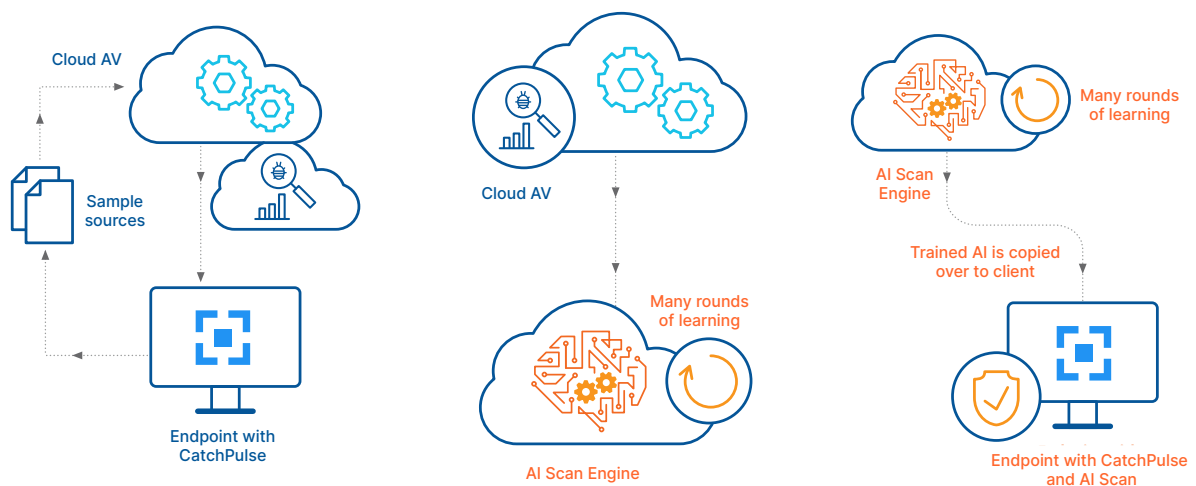 Cloud AV
Sample
sources
Endpoint with
CatchPulse
Cloud AV
Many rounds
of learning
AI Scan Engine
Many rounds
of learning
AI Scan
Engine
Trained AI is copied
over to client
Endpoint with CatchPulse
and AI Scan